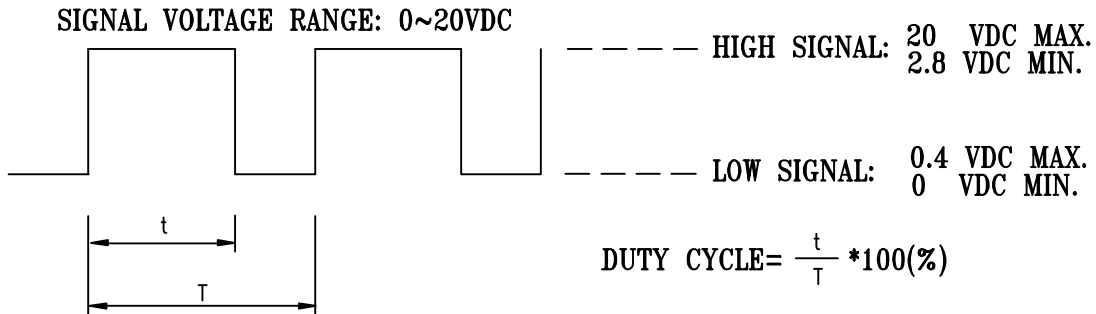 SIGNAL VOLTAGE RANGE: 0~20VDC
HIGH SIGNAL: 20 VDC MAX.
2.8 VDC MIN.
LOW SIGNAL: 0.4 VDC MAX.
0 VDC MIN.
t
T
DUTY CYCLE= t/T *100(%)